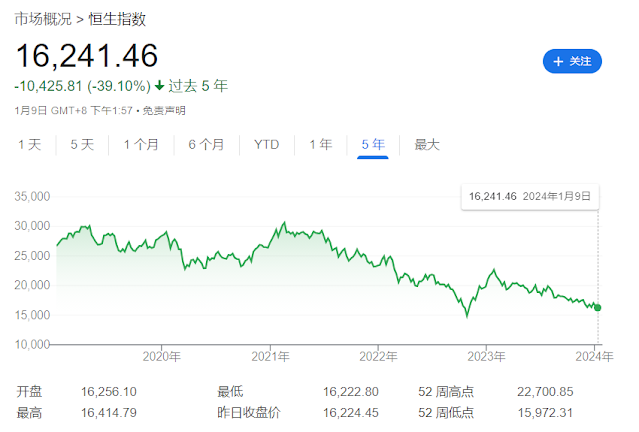 市场概况 > 恒生指数
16,241.46
＋ 关注
-10,425.81 (-39.10%) ↓ 过去 5 年
1月9日 GMT+8 下午1:57 • 免责声明
1 天 5 天 1 个月 6 个月 YTD 1 年 5 年 最大
16,241.46 2024年1月9日
35,000
30,000
25,000
20,000
15,000
10,000
2020年 2021年 2022年 2023年 2024年
开盘 16,256.10 最低 16,222.80 52 周高点 22,700.85
最高 16,414.79 昨日收盘价 16,224.45 52 周低点 15,972.31